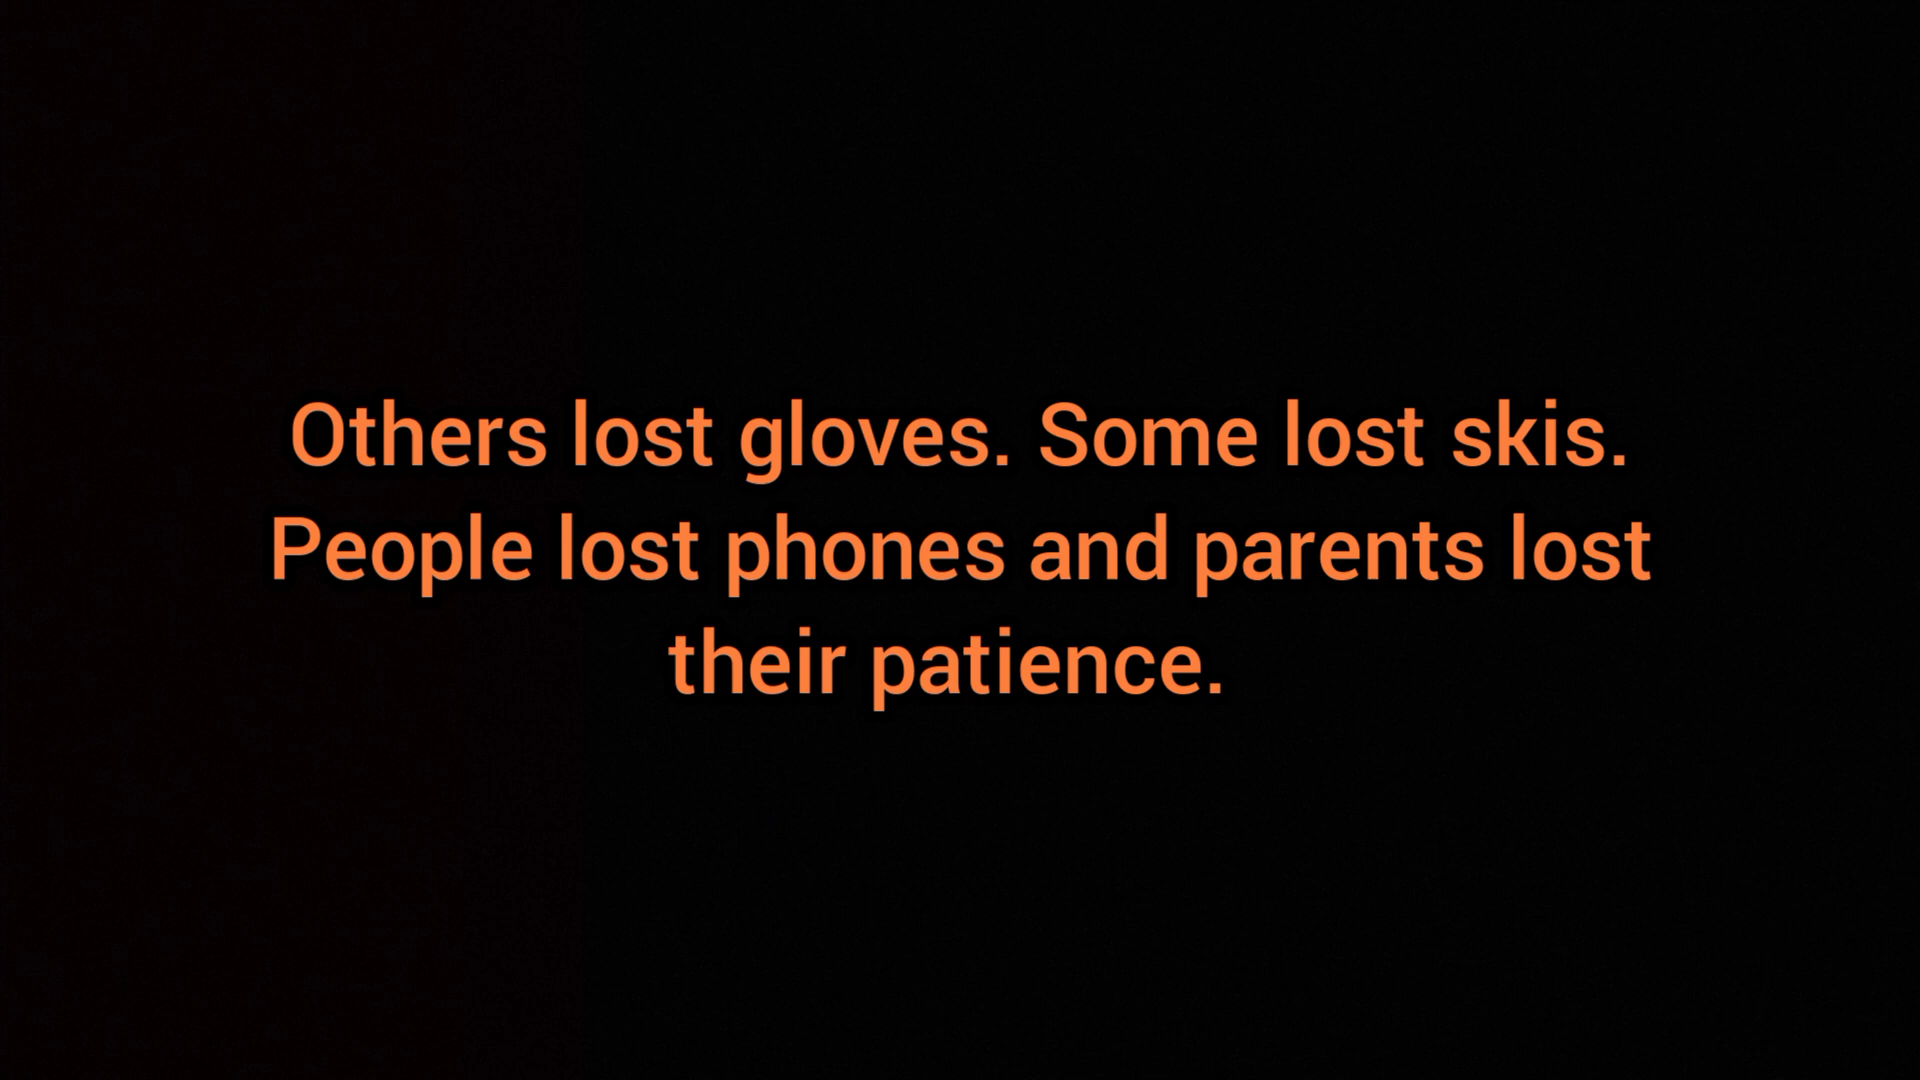 Others lost gloves. Some lost skis.
People lost phones and parents lost
their patience.